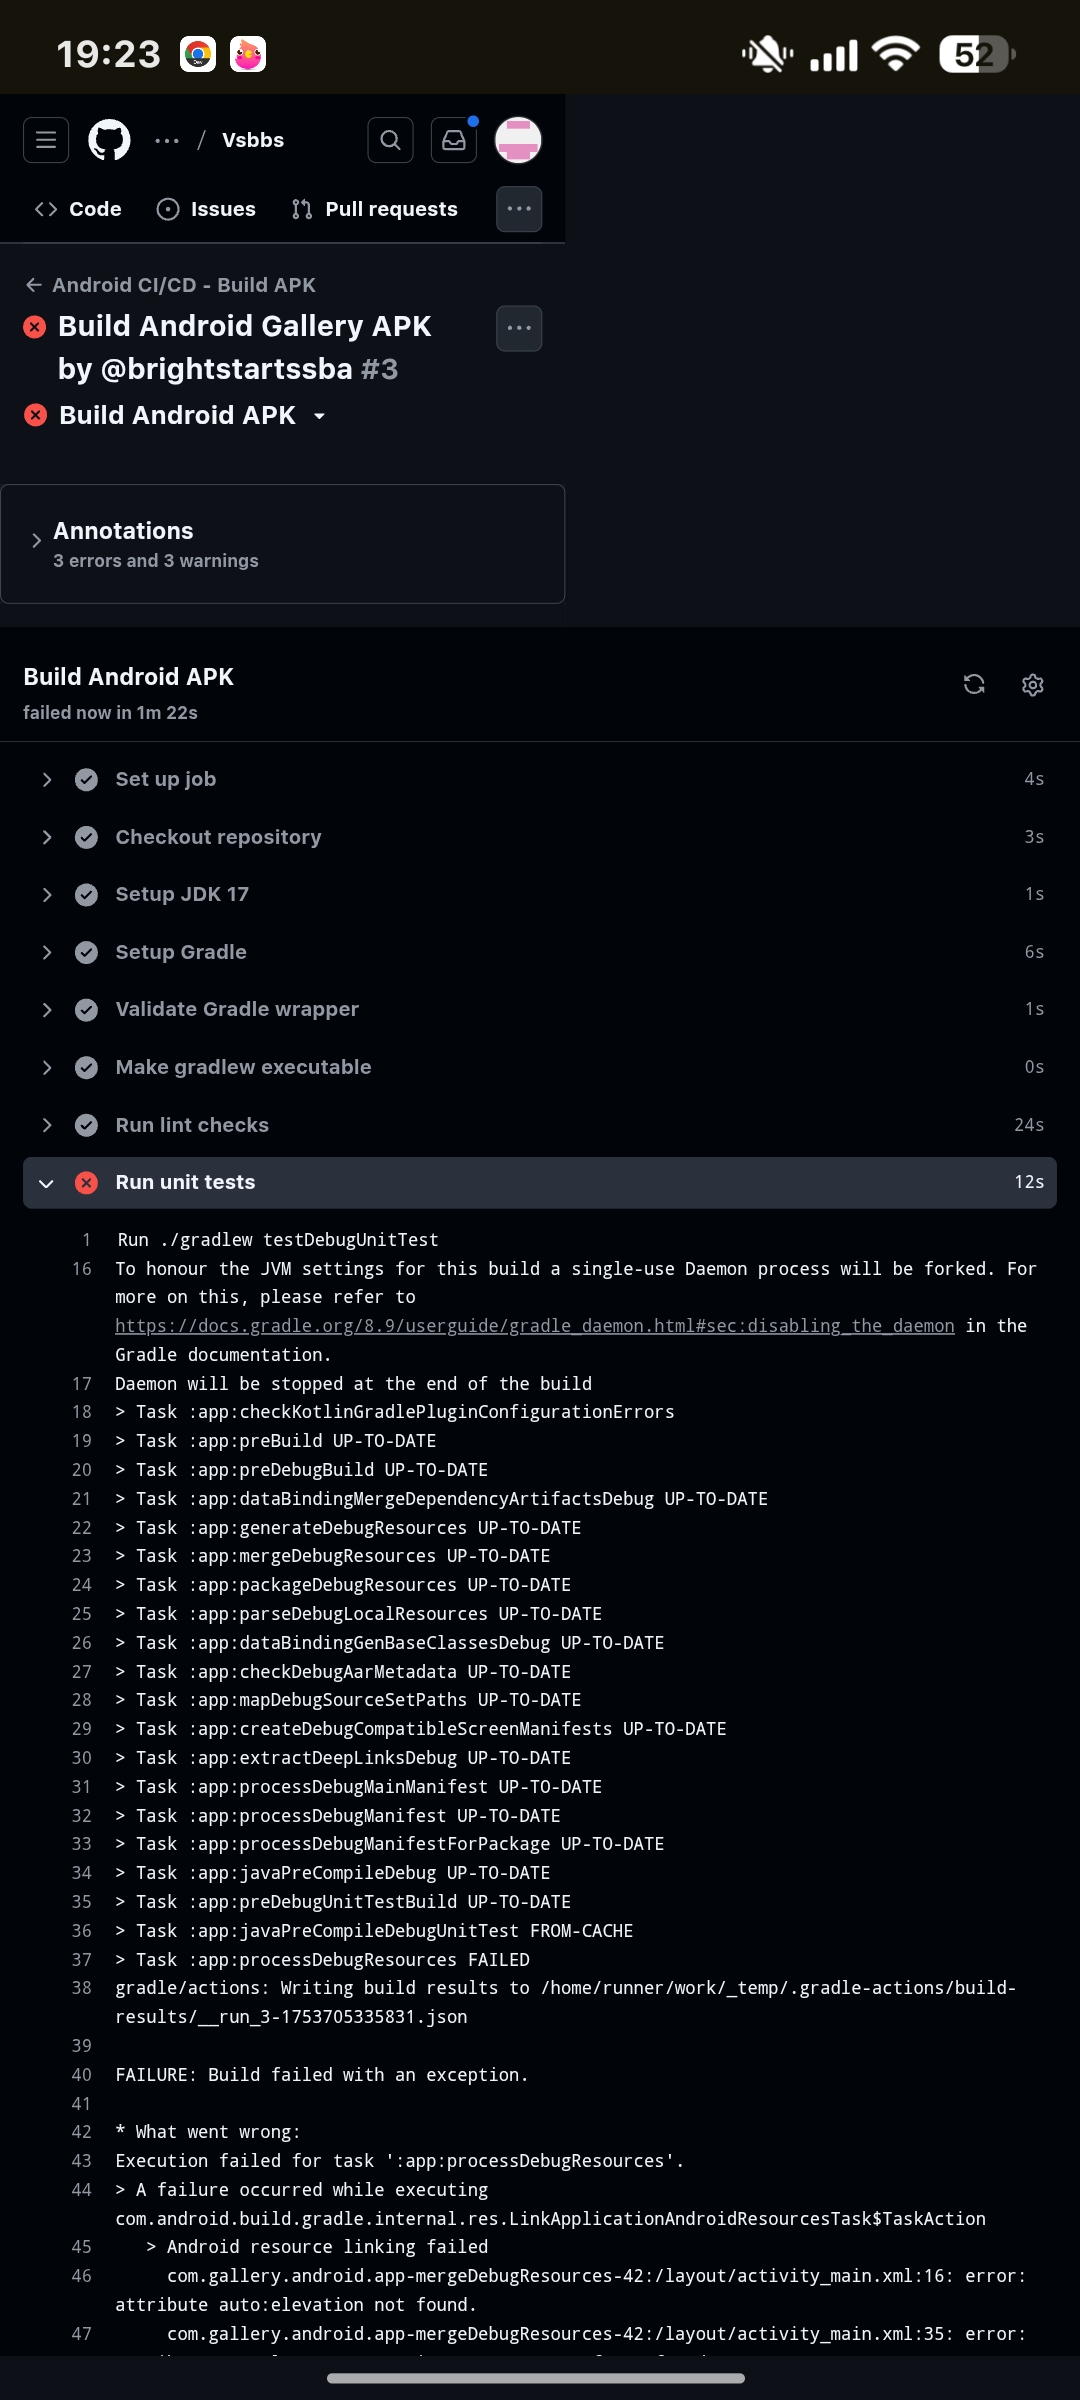 19:23
52
... / Vsbbs
Code Issues Pull requests ...
← Android CI/CD - Build APK
Build Android Gallery APK
by @brightstartssba #3
Build Android APK
Annotations
3 errors and 3 warnings
Build Android APK
failed now in 1m 22s
Set up job 4s
Checkout repository 3s
Setup JDK 17 1s
Setup Gradle 6s
Validate Gradle wrapper 1s
Make gradlew executable 0s
Run lint checks 24s
Run unit tests 12s
1 Run ./gradlew testDebugUnitTest
16 To honour the JVM settings for this build a single-use Daemon process will be forked. For
more on this, please refer to
https://docs.gradle.org/8.9/userguide/gradle_daemon.html#sec:disabling_the_daemon in the
Gradle documentation.
17 Daemon will be stopped at the end of the build
18 > Task :app:checkKotlinGradlePluginConfigurationErrors
19 > Task :app:preBuild UP-TO-DATE
20 > Task :app:preDebugBuild UP-TO-DATE
21 > Task :app:dataBindingMergeDependencyArtifactsDebug UP-TO-DATE
22 > Task :app:generateDebugResources UP-TO-DATE
23 > Task :app:mergeDebugResources UP-TO-DATE
24 > Task :app:packageDebugResources UP-TO-DATE
25 > Task :app:parseDebugLocalResources UP-TO-DATE
26 > Task :app:dataBindingGenBaseClassesDebug UP-TO-DATE
27 > Task :app:checkDebugAarMetadata UP-TO-DATE
28 > Task :app:mapDebugSourceSetPaths UP-TO-DATE
29 > Task :app:createDebugCompatibleScreenManifests UP-TO-DATE
30 > Task :app:extractDeepLinksDebug UP-TO-DATE
31 > Task :app:processDebugMainManifest UP-TO-DATE
32 > Task :app:processDebugManifest UP-TO-DATE
33 > Task :app:processDebugManifestForPackage UP-TO-DATE
34 > Task :app:javaPreCompileDebug UP-TO-DATE
35 > Task :app:preDebugUnitTestBuild UP-TO-DATE
36 > Task :app:javaPreCompileDebugUnitTest FROM-CACHE
37 > Task :app:processDebugResources FAILED
38 gradle/actions: Writing build results to /home/runner/work/_temp/.gradle-actions/build-
results/__run_3-1753705335831.json
39
40 FAILURE: Build failed with an exception.
41
42 * What went wrong:
43 Execution failed for task ':app:processDebugResources'.
44 > A failure occurred while executing
com.android.build.gradle.internal.res.LinkApplicationAndroidResourcesTask$TaskAction
45 > Android resource linking failed
46 com.gallery.android.app-mergeDebugResources-42:/layout/activity_main.xml:16: error:
attribute auto:elevation not found.
47 com.gallery.android.app-mergeDebugResources-42:/layout/activity_main.xml:35: error: